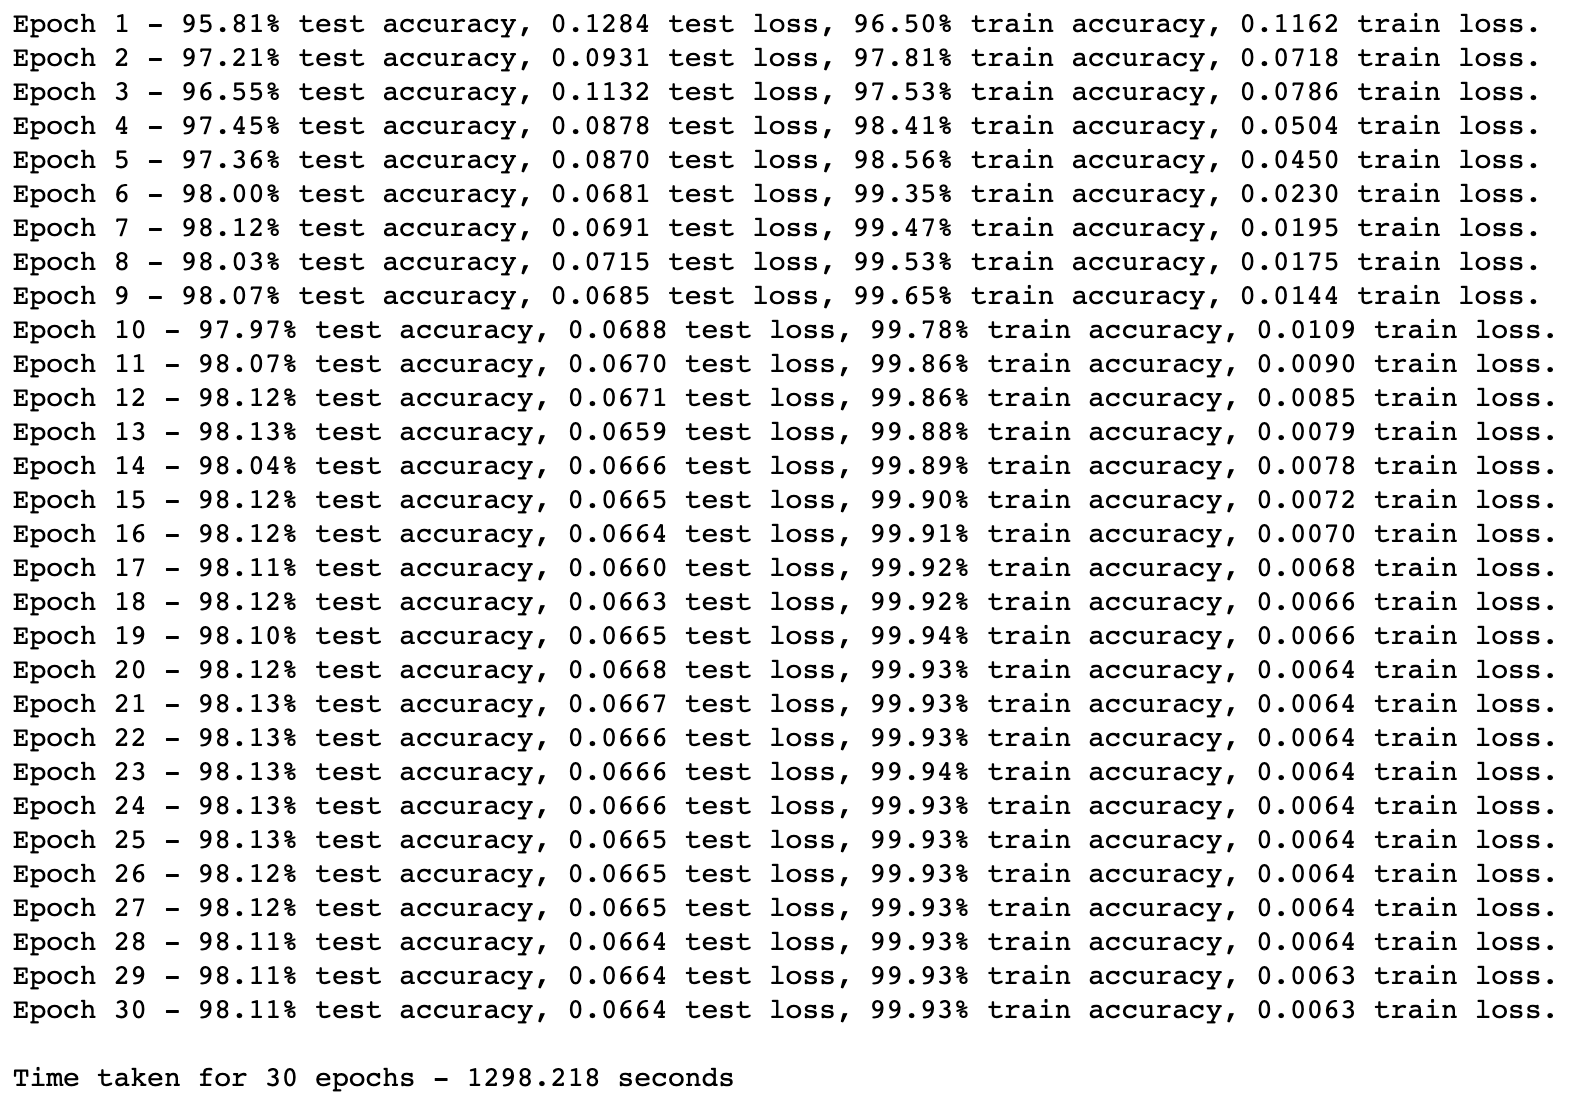 Epoch 1 - 95.81% test accuracy, 0.1284 test loss, 96.50% train accuracy, 0.1162 train loss.
Epoch 2 - 97.21% test accuracy, 0.0931 test loss, 97.81% train accuracy, 0.0718 train loss.
Epoch 3 - 96.55% test accuracy, 0.1132 test loss, 97.53% train accuracy, 0.0786 train loss.
Epoch 4 - 97.45% test accuracy, 0.0878 test loss, 98.41% train accuracy, 0.0504 train loss.
Epoch 5 - 97.36% test accuracy, 0.0870 test loss, 98.56% train accuracy, 0.0450 train loss.
Epoch 6 - 98.00% test accuracy, 0.0681 test loss, 99.35% train accuracy, 0.0230 train loss.
Epoch 7 - 98.12% test accuracy, 0.0691 test loss, 99.47% train accuracy, 0.0195 train loss.
Epoch 8 - 98.03% test accuracy, 0.0715 test loss, 99.53% train accuracy, 0.0175 train loss.
Epoch 9 - 98.07% test accuracy, 0.0685 test loss, 99.65% train accuracy, 0.0144 train loss.
Epoch 10 - 97.97% test accuracy, 0.0688 test loss, 99.78% train accuracy, 0.0109 train loss.
Epoch 11 - 98.07% test accuracy, 0.0670 test loss, 99.86% train accuracy, 0.0090 train loss.
Epoch 12 - 98.12% test accuracy, 0.0671 test loss, 99.86% train accuracy, 0.0085 train loss.
Epoch 13 - 98.13% test accuracy, 0.0659 test loss, 99.88% train accuracy, 0.0079 train loss.
Epoch 14 - 98.04% test accuracy, 0.0666 test loss, 99.89% train accuracy, 0.0078 train loss.
Epoch 15 - 98.12% test accuracy, 0.0665 test loss, 99.90% train accuracy, 0.0072 train loss.
Epoch 16 - 98.12% test accuracy, 0.0664 test loss, 99.91% train accuracy, 0.0070 train loss.
Epoch 17 - 98.11% test accuracy, 0.0660 test loss, 99.92% train accuracy, 0.0068 train loss.
Epoch 18 - 98.12% test accuracy, 0.0663 test loss, 99.92% train accuracy, 0.0066 train loss.
Epoch 19 - 98.10% test accuracy, 0.0665 test loss, 99.94% train accuracy, 0.0066 train loss.
Epoch 20 - 98.12% test accuracy, 0.0668 test loss, 99.93% train accuracy, 0.0064 train loss.
Epoch 21 - 98.13% test accuracy, 0.0667 test loss, 99.93% train accuracy, 0.0064 train loss.
Epoch 22 - 98.13% test accuracy, 0.0666 test loss, 99.93% train accuracy, 0.0064 train loss.
Epoch 23 - 98.13% test accuracy, 0.0666 test loss, 99.94% train accuracy, 0.0064 train loss.
Epoch 24 - 98.13% test accuracy, 0.0666 test loss, 99.93% train accuracy, 0.0064 train loss.
Epoch 25 - 98.13% test accuracy, 0.0665 test loss, 99.93% train accuracy, 0.0064 train loss.
Epoch 26 - 98.12% test accuracy, 0.0665 test loss, 99.93% train accuracy, 0.0064 train loss.
Epoch 27 - 98.12% test accuracy, 0.0665 test loss, 99.93% train accuracy, 0.0064 train loss.
Epoch 28 - 98.11% test accuracy, 0.0664 test loss, 99.93% train accuracy, 0.0064 train loss.
Epoch 29 - 98.11% test accuracy, 0.0664 test loss, 99.93% train accuracy, 0.0063 train loss.
Epoch 30 - 98.11% test accuracy, 0.0664 test loss, 99.93% train accuracy, 0.0063 train loss.
Time taken for 30 epochs - 1298.218 seconds